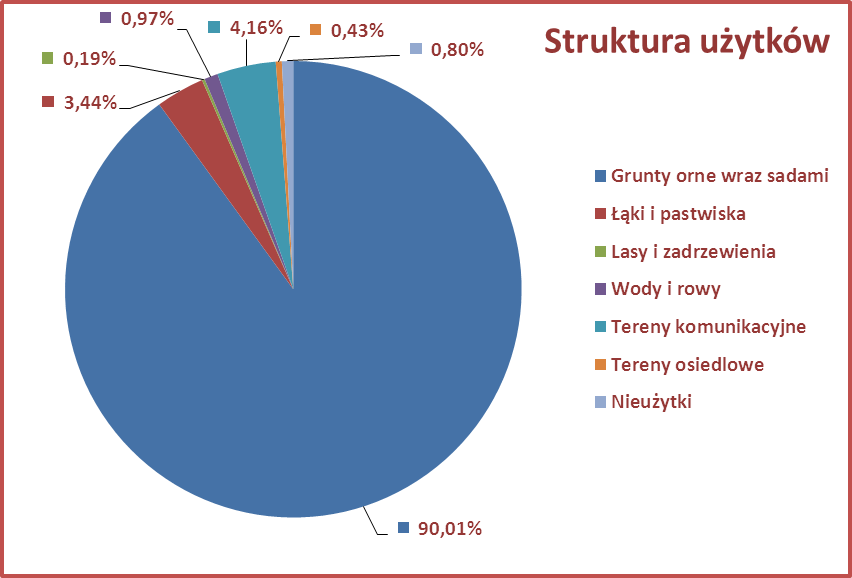 Struktura użytków
0,97%
4,16%
0,43%
0,80%
0,19%
3,44%
90,01%
Grunty orne wraz sadami
Łąki i pastwiska
Lasy i zadrzewienia
Wody i rowy
Tereny komunikacyjne
Tereny osiedlowe
Nieużytki